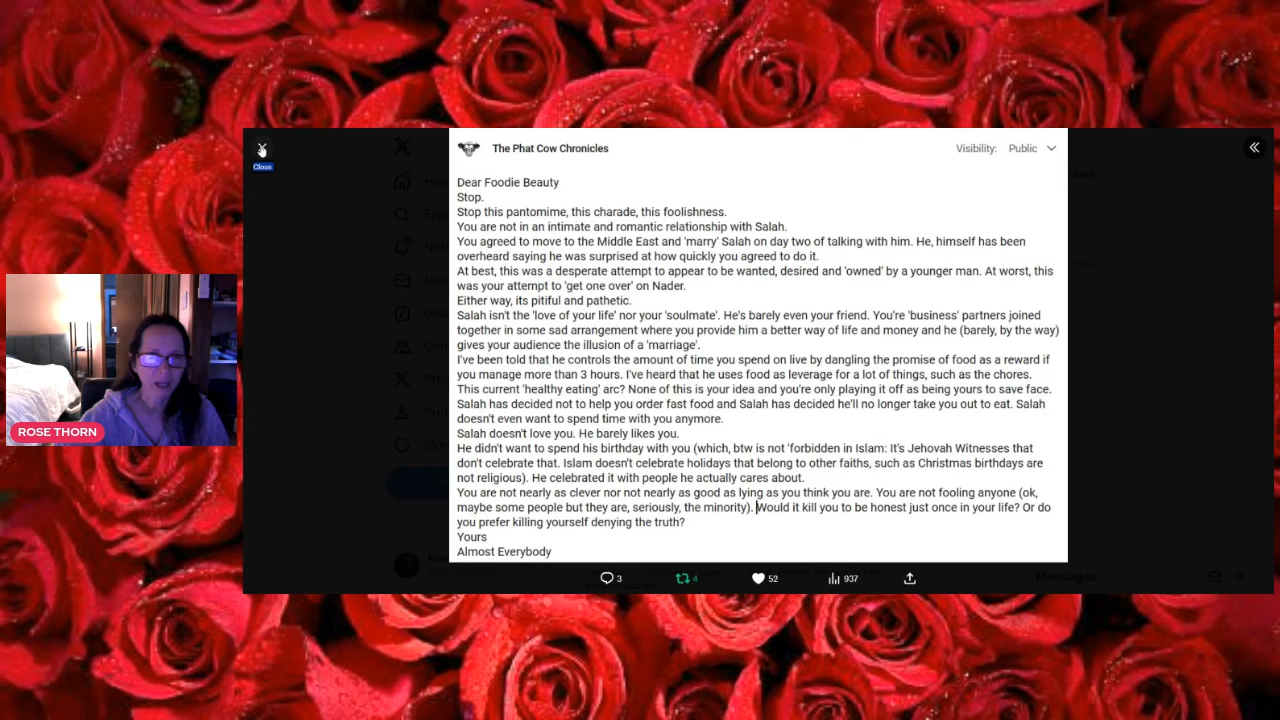 The Phat Cow Chronicles
Visibility: Public
Close
Dear Foodie Beauty
Stop.
Stop this pantomime, this charade, this foolishness.
You are not in an intimate and romantic relationship with Salah.
You agreed to move to the Middle East and 'marry' Salah on day two of talking with him. He, himself has been
overheard saying he was surprised at how quickly you agreed to do it.
At best, this was a desperate attempt to appear to be wanted, desired and 'owned' by a younger man. At worst, this
was your attempt to 'get one over' on Nader.
Either way, its pitiful and pathetic.
Salah isn't the 'love of your life' nor your 'soulmate'. He's barely even your friend. You're 'business' partners joined
together in some sad arrangement where you provide him a better way of life and money and he (barely, by the way)
gives your audience the illusion of a 'marriage'.
I've been told that he controls the amount of time you spend on live by dangling the promise of food as a reward if
you manage more than 3 hours. I've heard that he uses food as leverage for a lot of things, such as the chores.
This current 'healthy eating' arc? None of this is your idea and you're only playing it off as being yours to save face.
Salah has decided not to help you order fast food and Salah has decided he'll no longer take you out to eat. Salah
doesn't even want to spend time with you anymore.
Salah doesn't love you. He barely likes you.
He didn't want to spend his birthday with you (which, btw is not 'forbidden in Islam: It's Jehovah Witnesses that
don't celebrate that. Islam doesn't celebrate holidays that belong to other faiths, such as Christmas birthdays are
not religious). He celebrated it with people he actually cares about.
You are not nearly as clever nor not nearly as good as lying as you think you are. You are not fooling anyone (ok,
maybe some people but they are, seriously, the minority). Would it kill you to be honest just once in your life? Or do
you prefer killing yourself denying the truth?
Yours
Almost Everybody
ROSE THORN
3
4
52
937
Messages